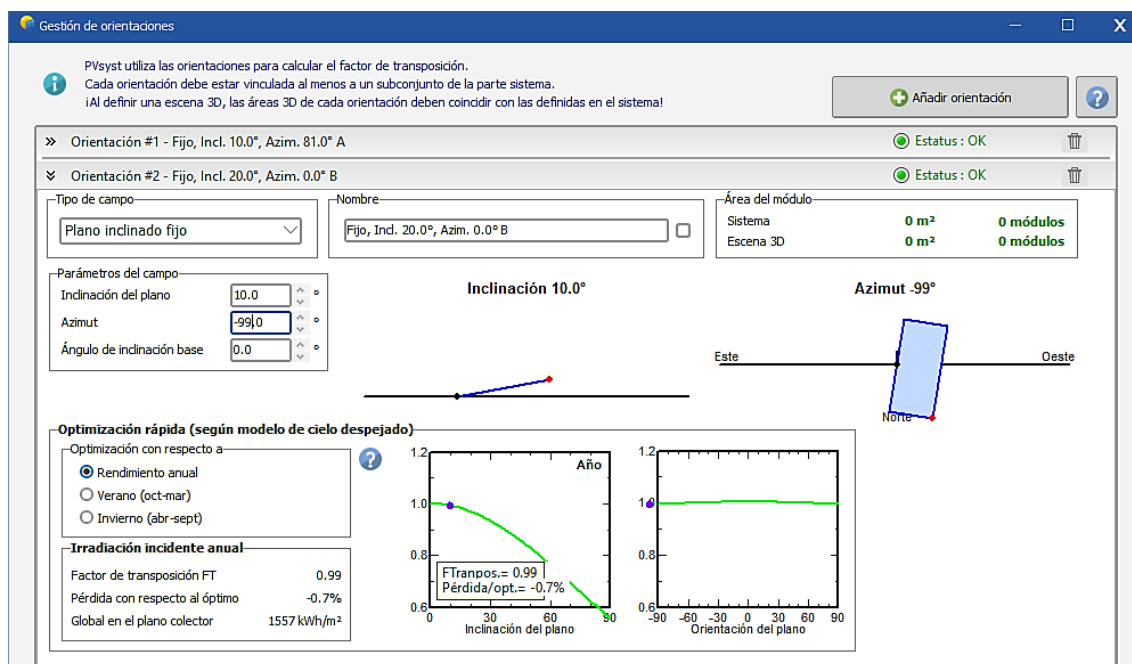 Gestión de orientaciones
PVsyst utiliza las orientaciones para calcular el factor de transposición.
Cada orientación debe estar vinculada al menos a un subconjunto de la parte sistema.
¡Al definir una escena 3D, las áreas 3D de cada orientación deben coincidir con las definidas en el sistema!
Añadir orientación
?
Orientación #1 - Fijo, Incl. 10.0°, Azim. 81.0° A
Estatus : OK
Orientación #2 - Fijo, Incl. 20.0°, Azim. 0.0° B
Estatus : OK
Tipo de campo
Plano inclinado fijo
Nombre
Fijo, Incl. 20.0°, Azim. 0.0° B
Área del módulo
Sistema 0 m² 0 módulos
Escena 3D 0 m² 0 módulos
Parámetros del campo
Inclinación del plano 10.0 °
Azimut -99.0 °
Ángulo de inclinación base 0.0 °
Inclinación 10.0°
Azimut -99°
Este
Oeste
Norte
Optimización rápida (según modelo de cielo despejado)
Optimización con respecto a
Rendimiento anual
Verano (oct-mar)
Invierno (abr-sept)
?
Irradiación incidente anual
Factor de transposición FT 0.99
Pérdida con respecto al óptimo -0.7%
Global en el plano colector 1557 kWh/m²
Año
1.2
1.0
0.8
0.6
FTranpos.= 0.99
Pérdida/opt.= -0.7%
0 30 60 90
Inclinación del plano
1.2
1.0
0.8
0.6
-90 -60 -30 0 30 60 90
Orientación del plano